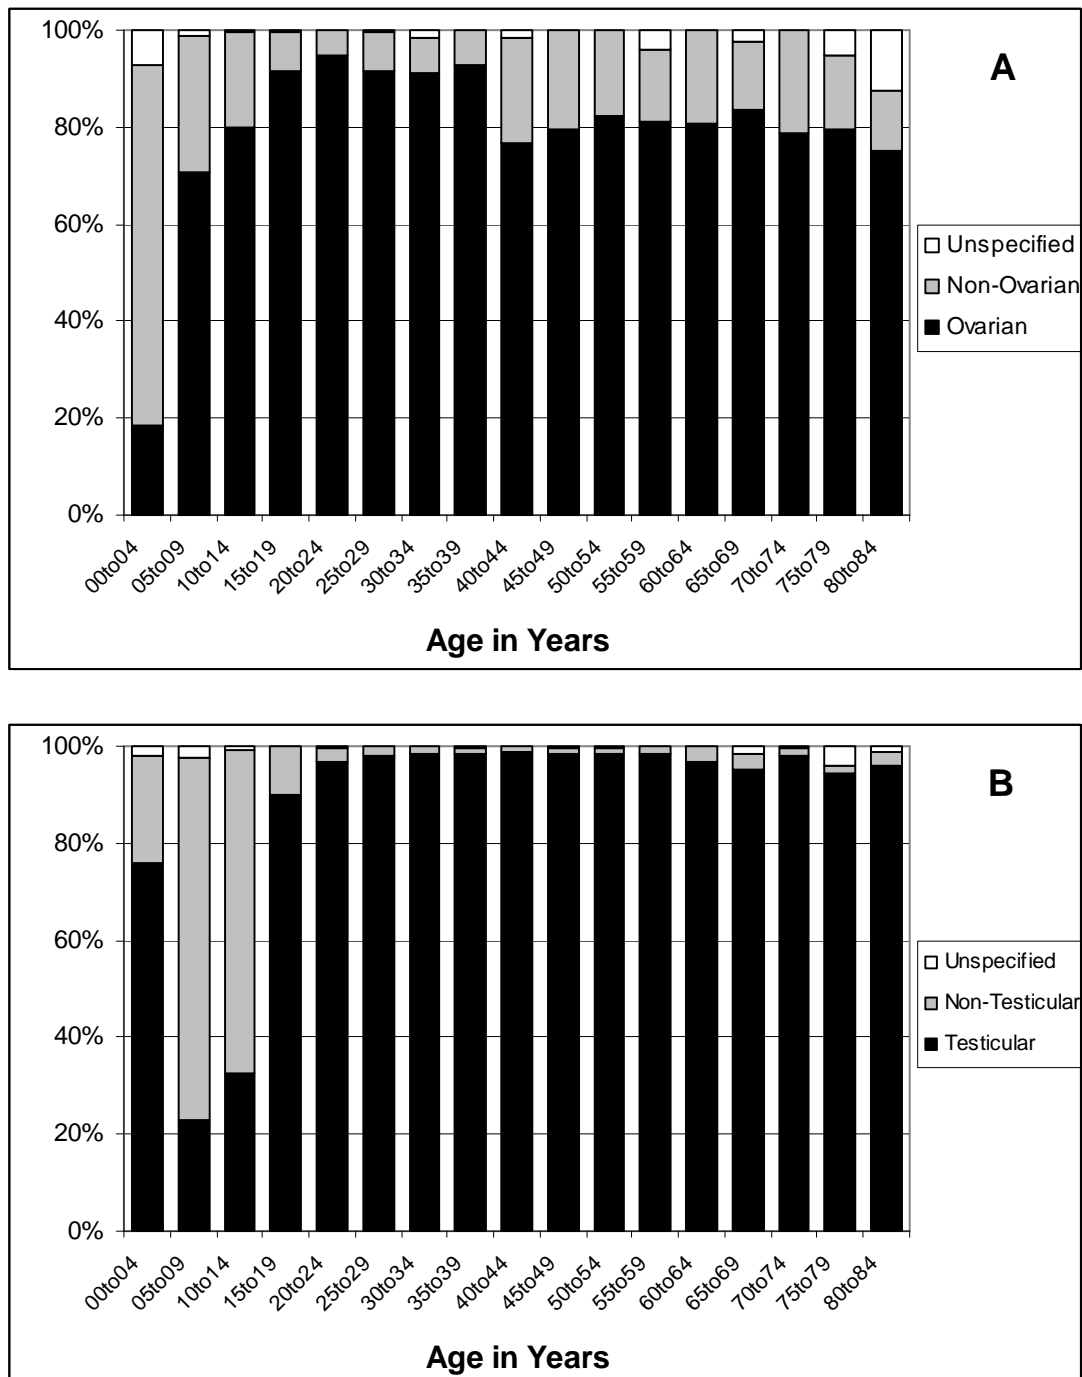 A
100%
80%
60%
40%
20%
0%
Unspecified
Non-Ovarian
Ovarian
00to04
05to09
10to14
15to19
20to24
25to29
30to34
35to39
40to44
45to49
50to54
55to59
60to64
65to69
70to74
75to79
80to84
Age in Years
B
100%
80%
60%
40%
20%
0%
Unspecified
Non-Testicular
Testicular
00to04
05to09
10to14
15to19
20to24
25to29
30to34
35to39
40to44
45to49
50to54
55to59
60to64
65to69
70to74
75to79
80to84
Age in Years